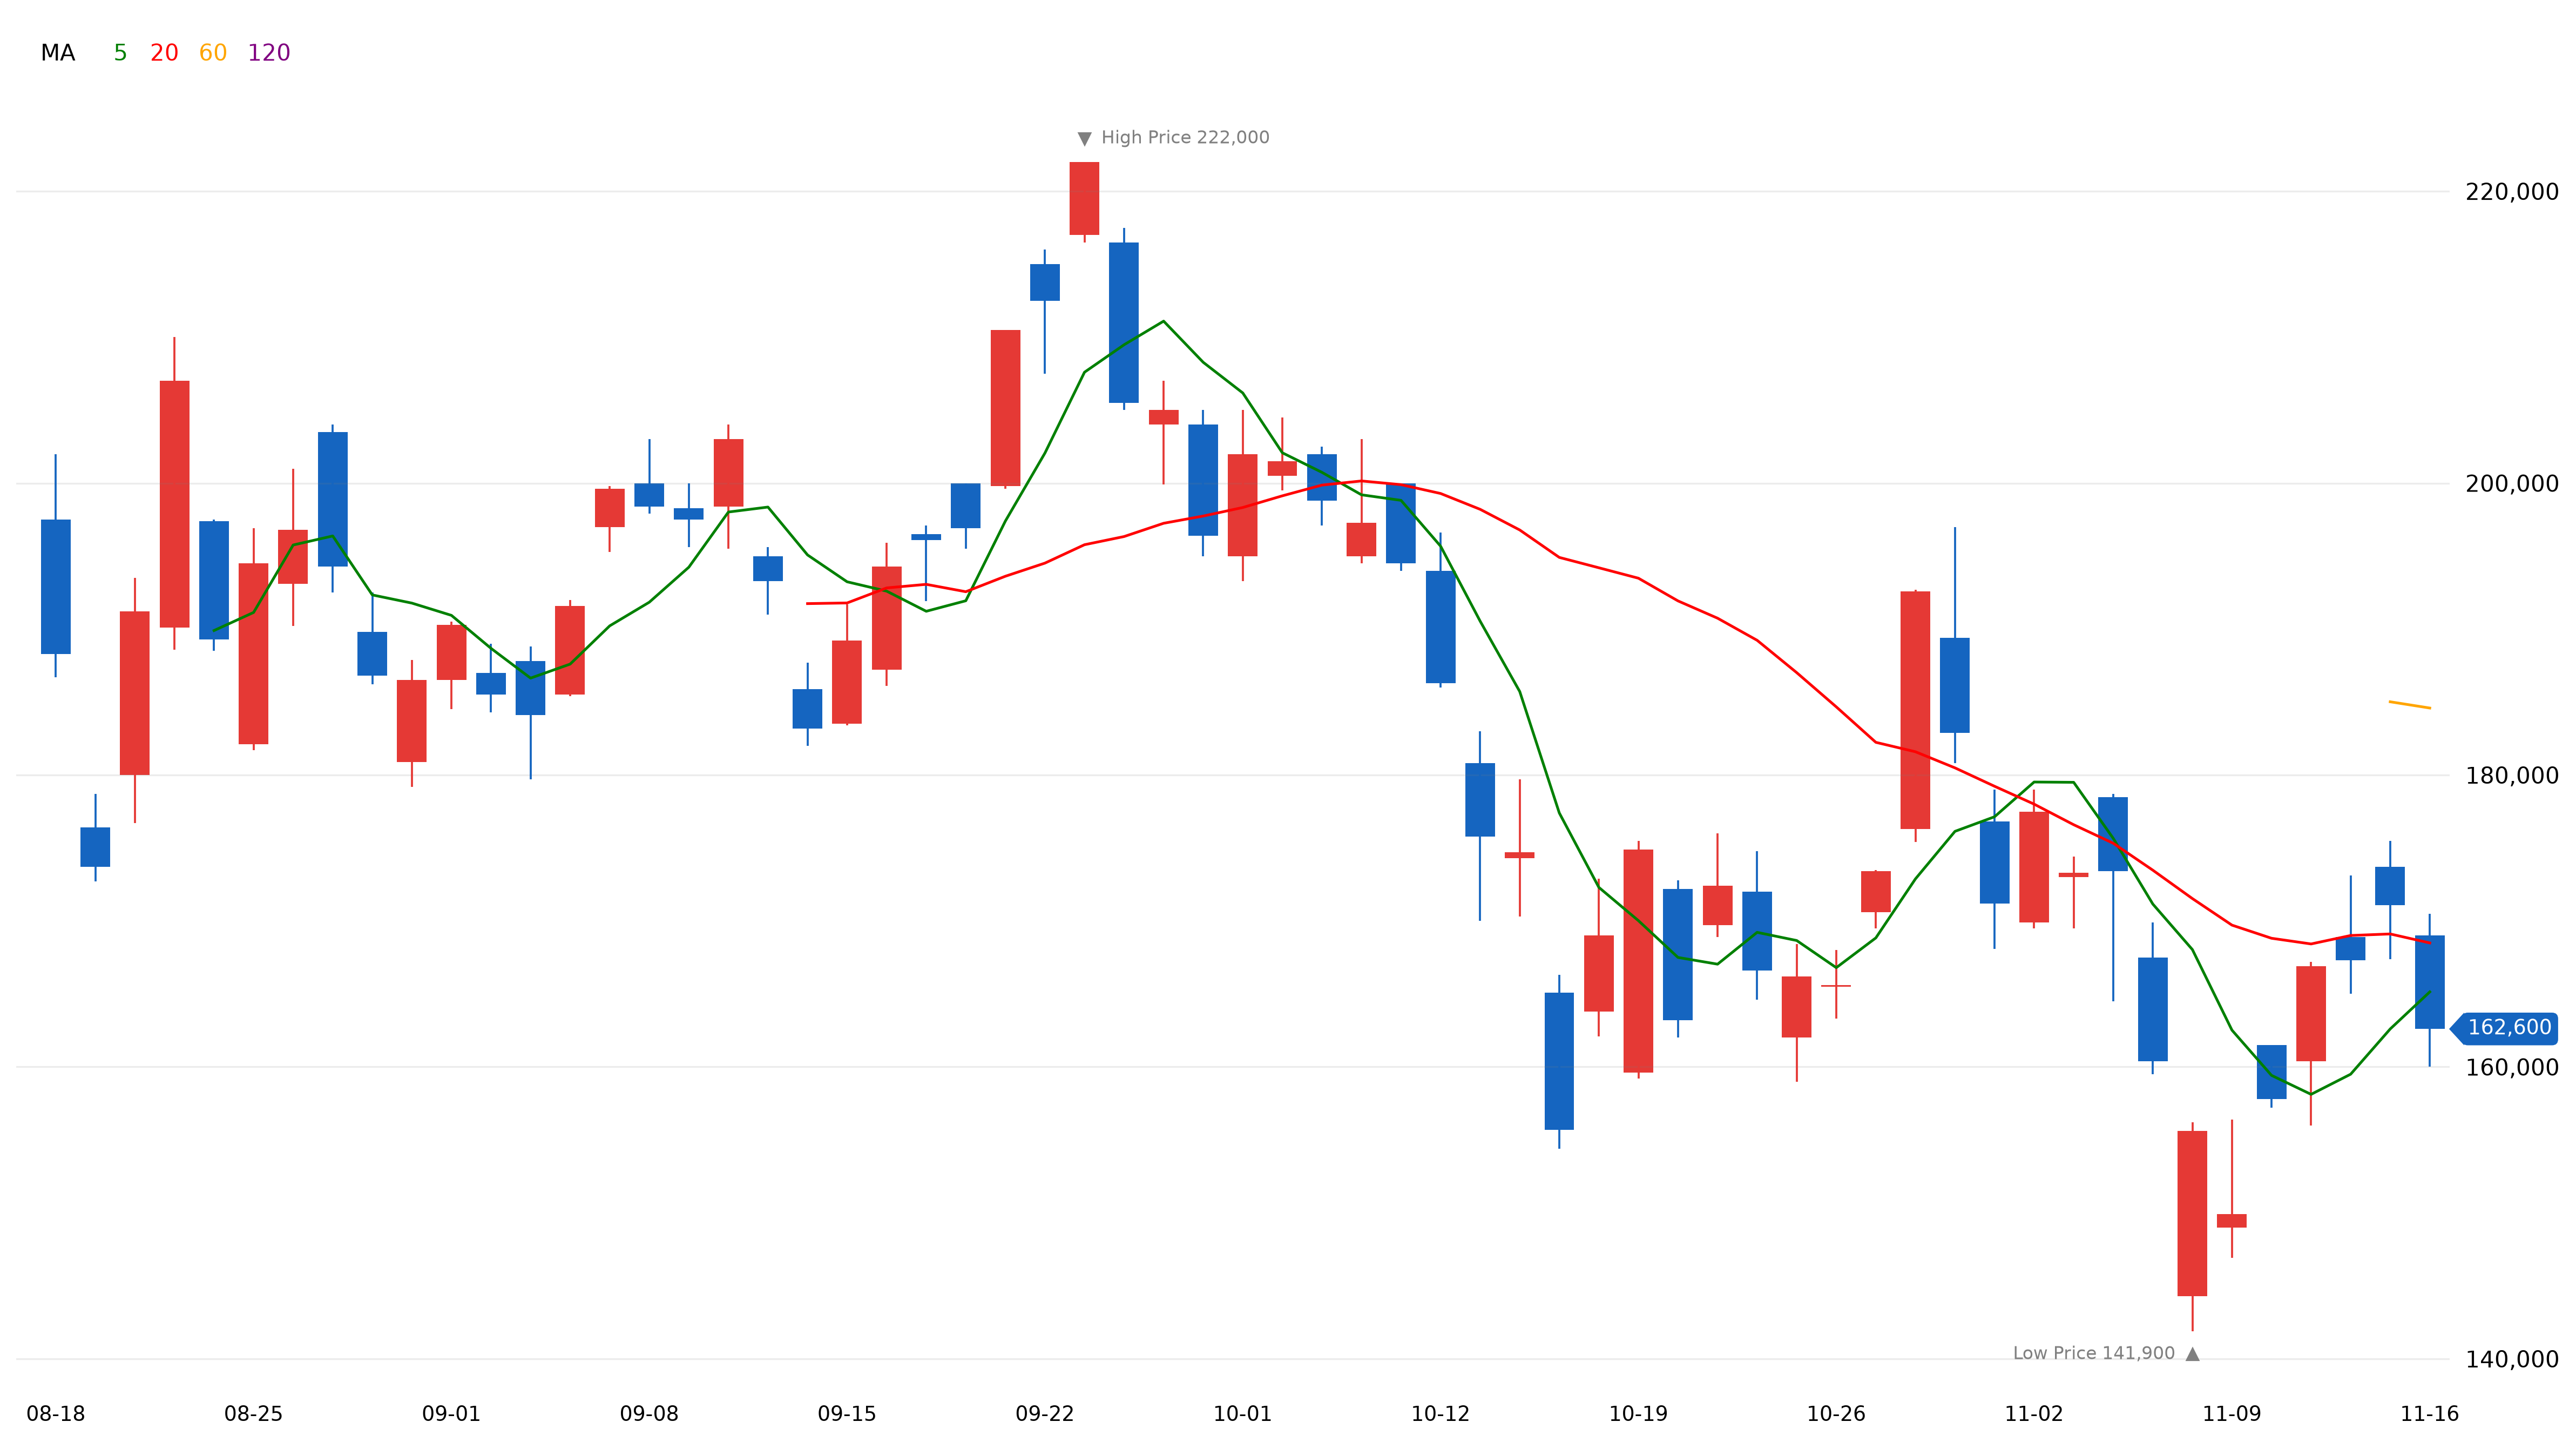 MA 5 20 60 120
▼ High Price 222,000
220,000
200,000
180,000
162,600
160,000
Low Price 141,900 ▲
140,000
08-18 08-25 09-01 09-08 09-15 09-22 10-01 10-12 10-19 10-26 11-02 11-09 11-16